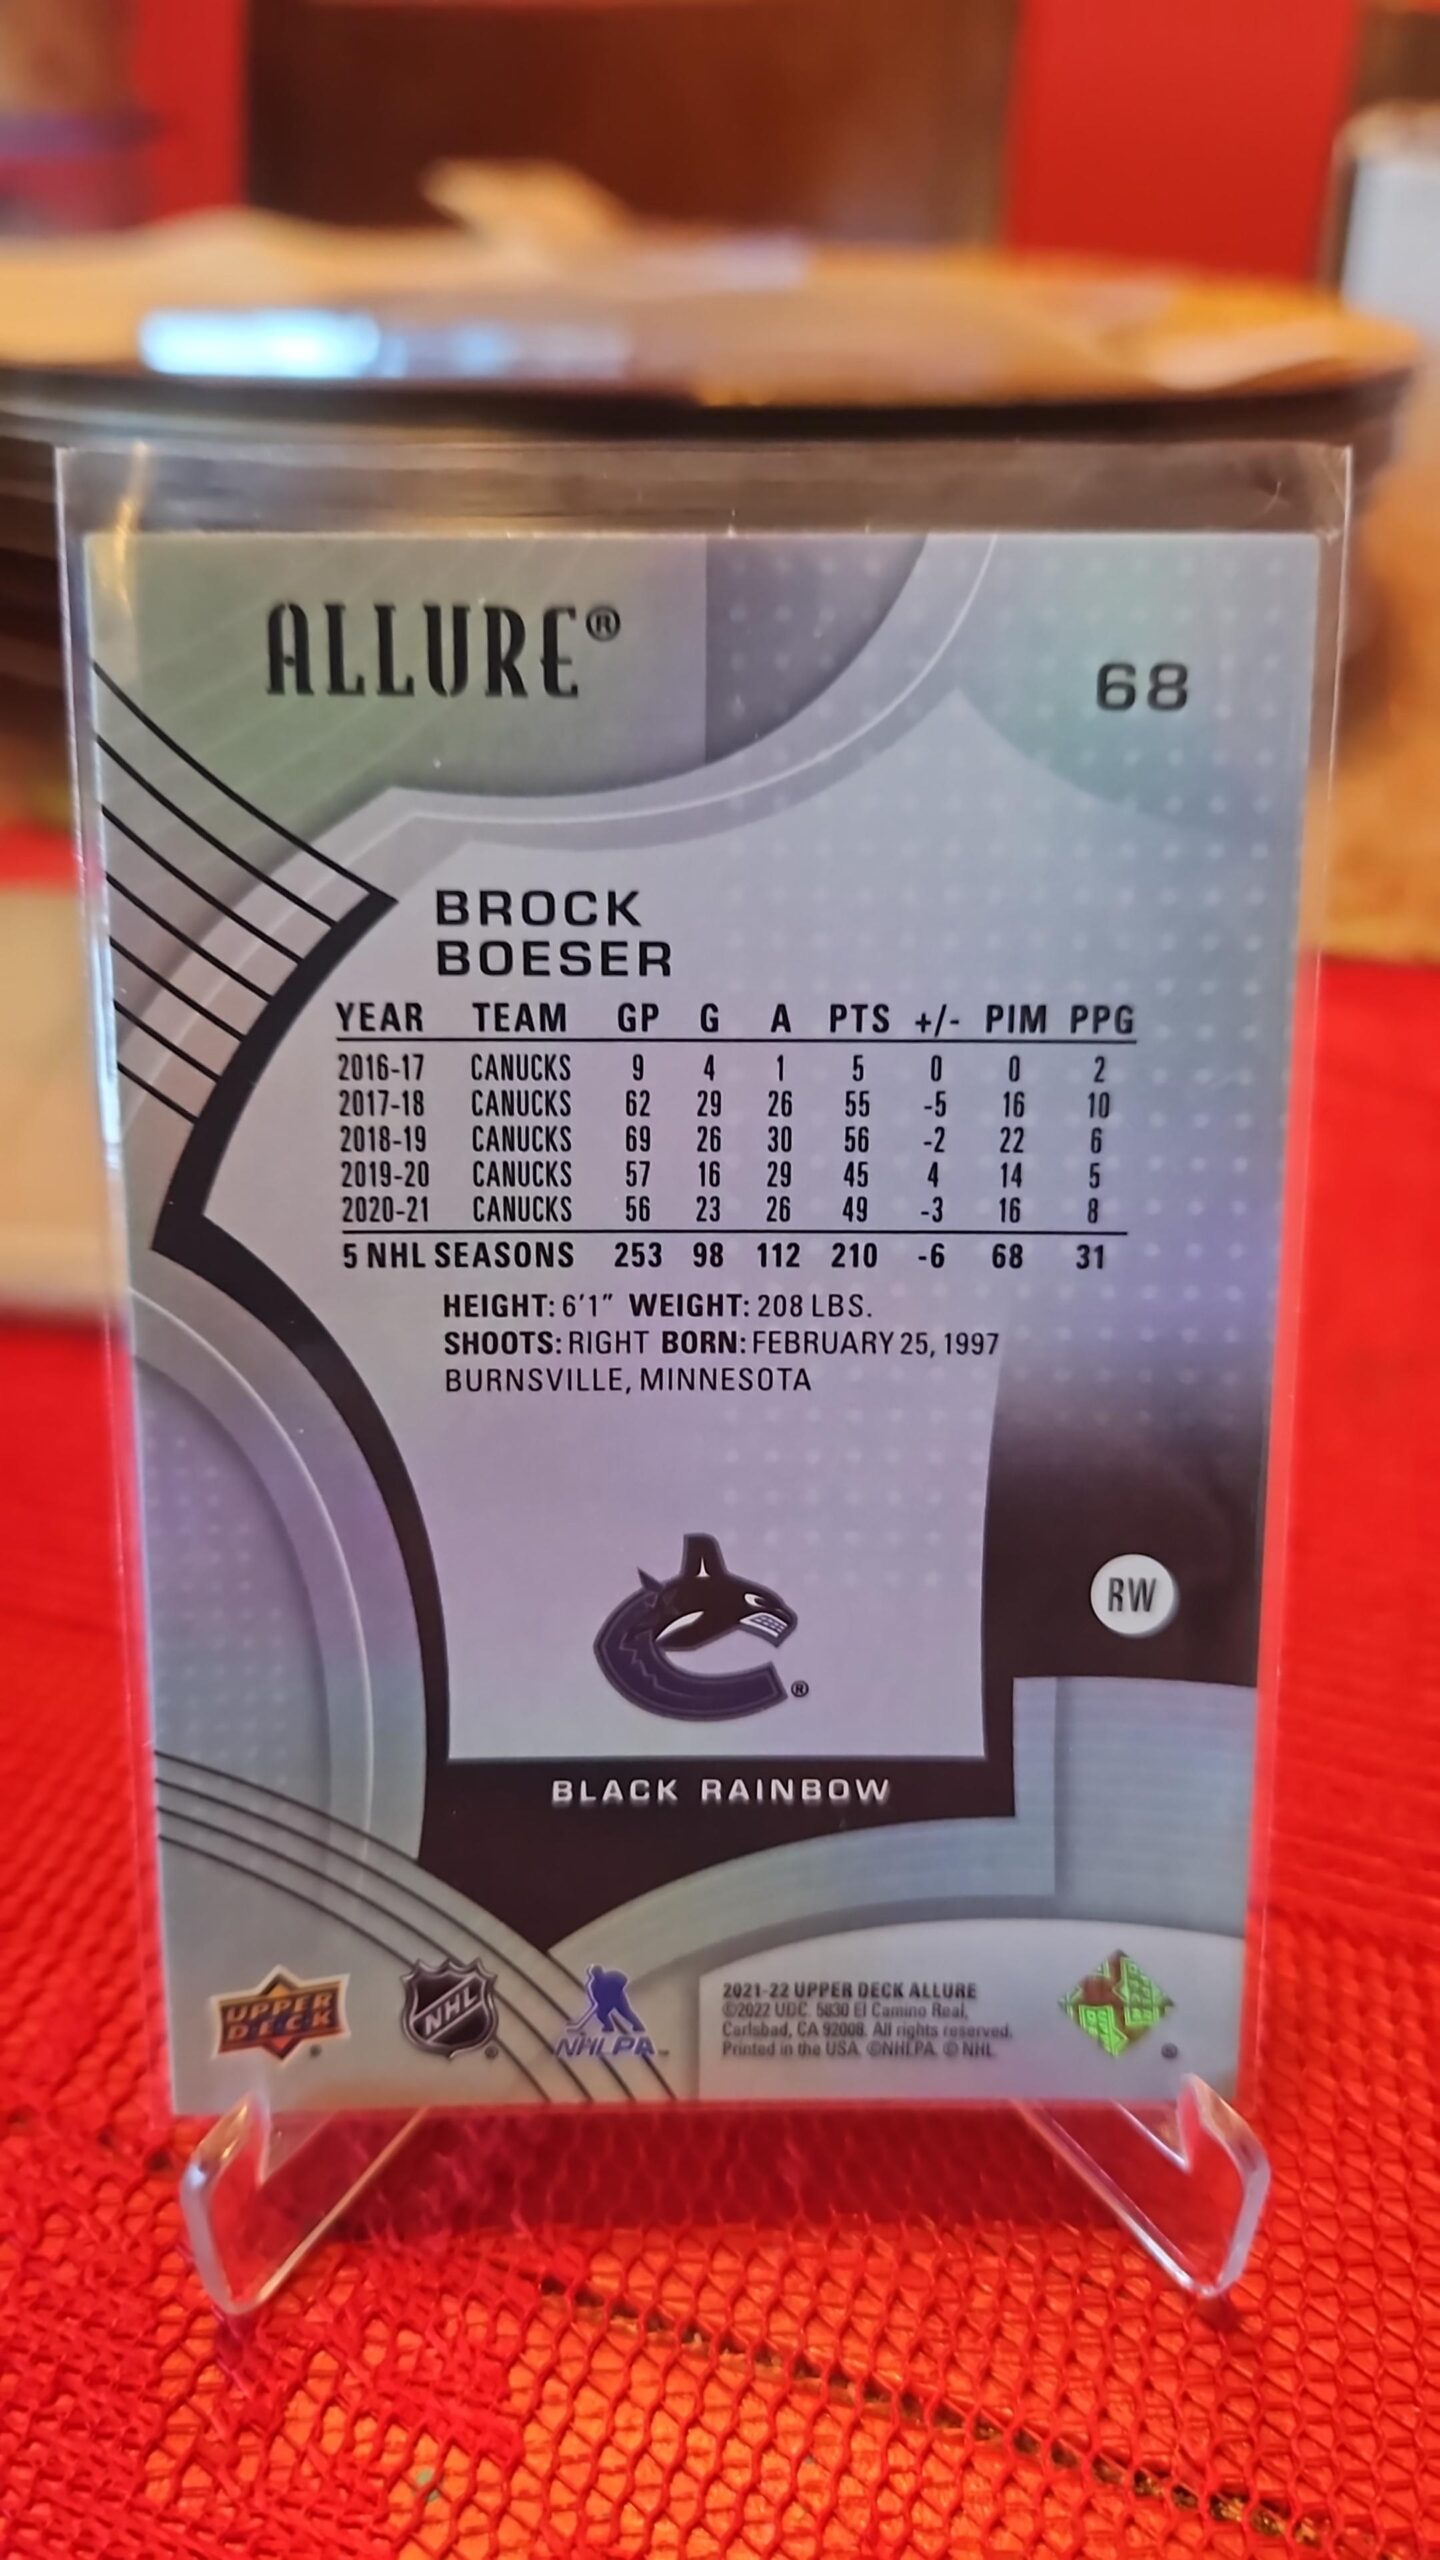 ALLURE®
68
BROCK
BOESER
YEAR TEAM GP G A PTS +/- PIM PPG
2016-17 CANUCKS 9 4 1 5 0 0 2
2017-18 CANUCKS 62 29 26 55 -5 16 10
2018-19 CANUCKS 69 26 30 56 -2 22 6
2019-20 CANUCKS 57 16 29 45 4 14 5
2020-21 CANUCKS 56 23 26 49 -3 16 8
5 NHL SEASONS 253 98 112 210 -6 68 31
HEIGHT: 6'1" WEIGHT: 208 LBS.
SHOOTS: RIGHT BORN: FEBRUARY 25, 1997
BURNSVILLE, MINNESOTA
RW
®
BLACK RAINBOW
UPPER
DECK
NHL
NHLPA
2021-22 UPPER DECK ALLURE
©2022 UDC. 5830 El Camino Real,
Carlsbad, CA 92008. All rights reserved.
Printed in the USA. ©NHLPA. © NHL